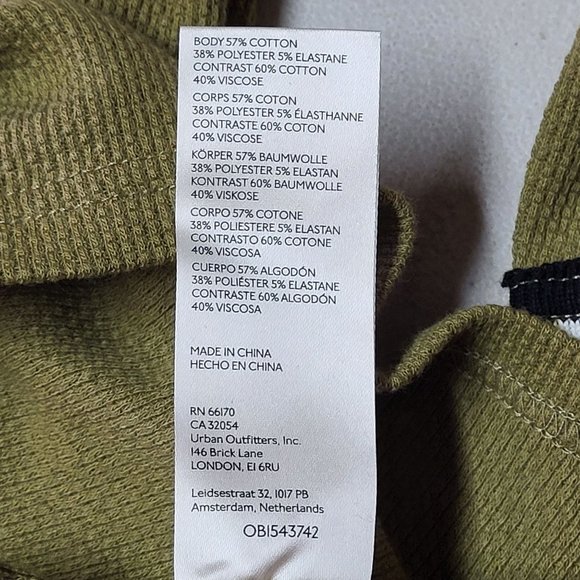 BODY 57% COTTON
38% POLYESTER 5% ELASTANE
CONTRAST 60% COTTON
40% VISCOSE
CORPS 57% COTON
38% POLYESTER 5% ÉLASTHANNE
CONTRASTE 60% COTON
40% VISCOSE
KÖRPER 57% BAUMWOLLE
38% POLYESTER 5% ELASTAN
KONTRAST 60% BAUMWOLLE
40% VISKOSE
CORPO 57% COTONE
38% POLIESTERE 5% ELASTAN
CONTRASTO 60% COTONE
40% VISCOSA
CUERPO 57% ALGODÓN
38% POLIÉSTER 5% ELASTANE
CONTRASTE 60% ALGODÓN
40% VISCOSA
MADE IN CHINA
HECHO EN CHINA
RN 66170
CA 32054
Urban Outfitters, Inc.
146 Brick Lane
LONDON, E1 6RU
Leidsestraat 32, 1017 PB
Amsterdam, Netherlands
OB1543742